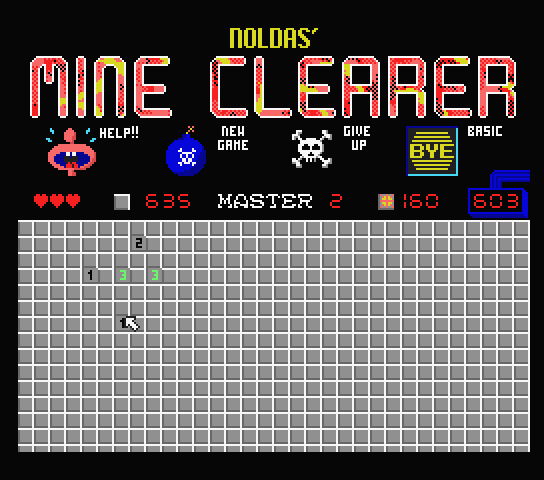 NOLDAS'
MINE CLEARER
HELP!!
NEW
GAME
GIVE
UP
BYE
BASIC
635 MASTER 2 160 603
2
1 3 3